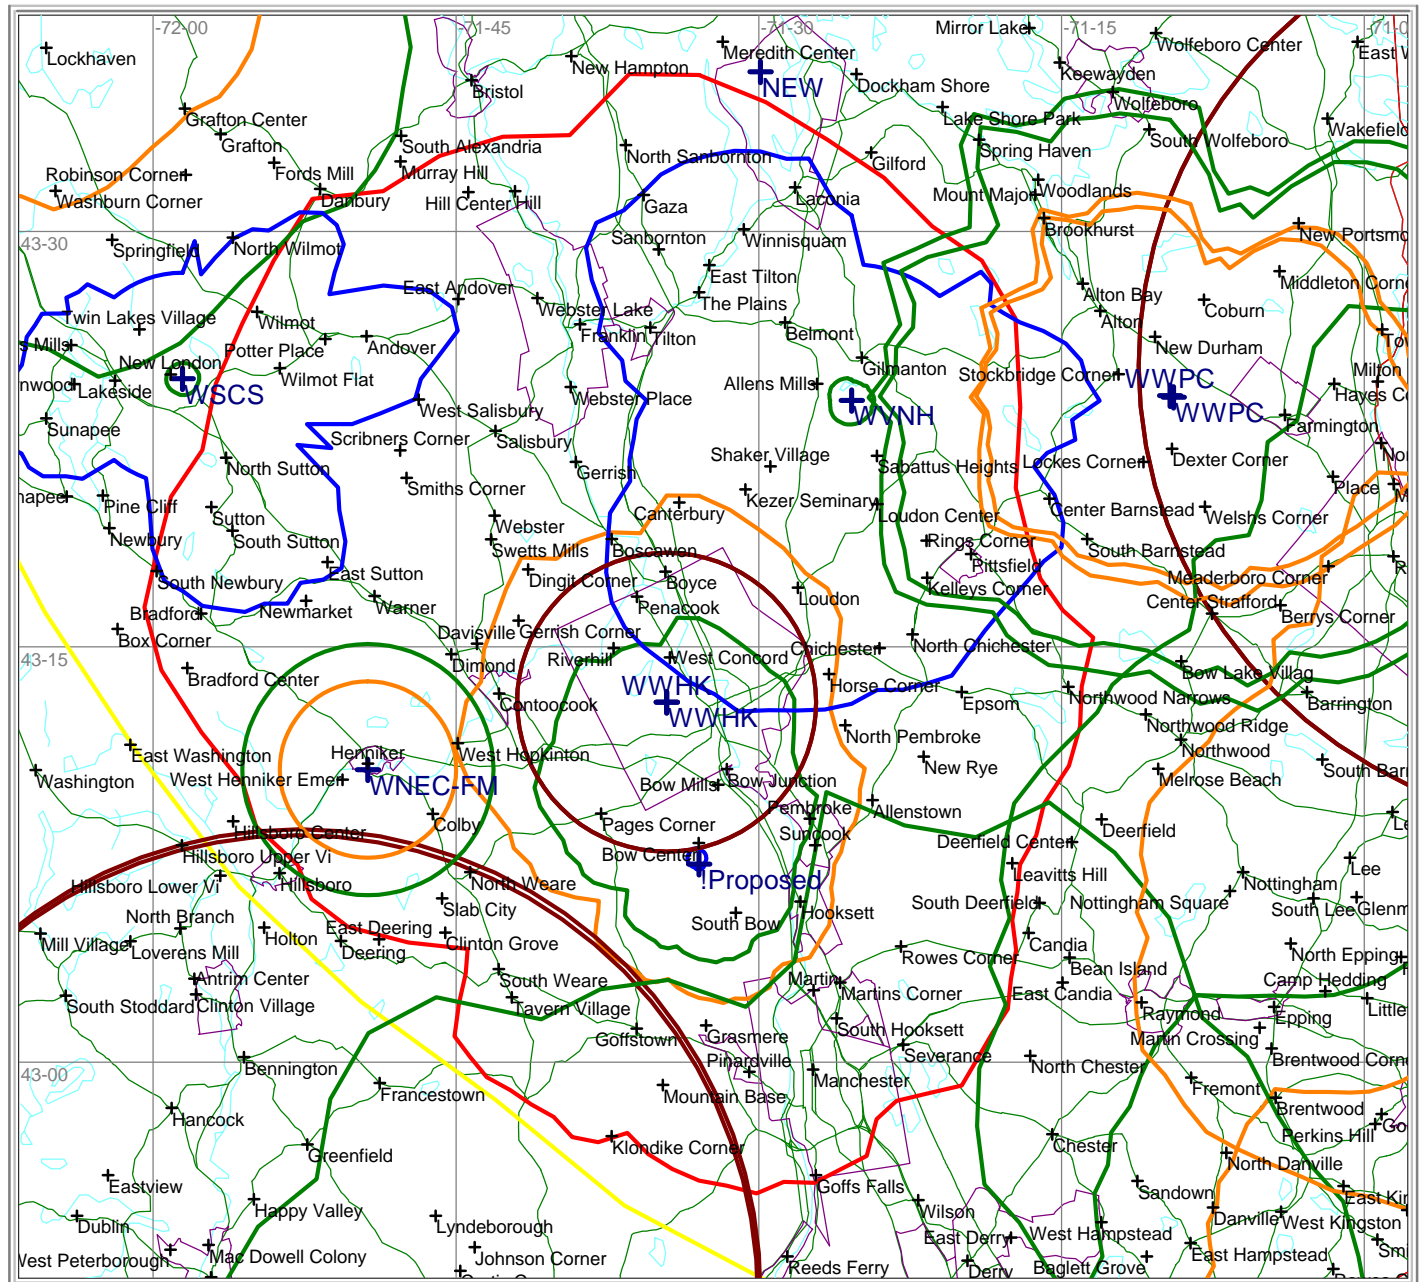 -72-00
-71-45
-71-30
-71-15
Lockhaven
New Hampton
Meredith Center
Mirror Lake
Wolfeboro Center
East W
Bristol
NEW
Dockham Shore
Keewayden
Wolfeboro
Grafton Center
Grafton
South Alexandria
North Sanbornton
Gilford
Lake Shore Park
Spring Haven
South Wolfeboro
Wakefield
Robinson Corner
Fords Mill
Murray Hill
Washburn Corner
Danbury
Hill Center
Hill
Gaza
Laconia
Mount Major
Woodlands
Brookhurst
43-30
Springfield
North Wilmot
Sanbornton
Winnisquam
New Portsmo
East Tilton
East Andover
The Plains
Alton Bay
Middleton Corne
Twin Lakes Village
Wilmot
Webster Lake
Franklin
Tilton
Belmont
Alton
Coburn
s Mills
New London
Potter Place
Andover
Gilmanton
New Durham
nwood
Lakeside
WSCS
Wilmot Flat
Webster Place
Allens Mills
Stockbridge Corner
WWPC
WWPC
Milton
Hayes Co
Sunapee
West Salisbury
WVNH
Farmington
Scribners Corner
Salisbury
North Sutton
Gerrish
Shaker Village
Sabattus Heights
Lockes Corner
Dexter Corner
napee
Pine Cliff
Smiths Corner
Kezer Seminary
Place
Sutton
Webster
Canterbury
Loudon Center
Center Barnstead
Welshs Corner
Newbury
South Sutton
Swetts Mills
Boscawen
Rings Corner
South Barnstead
South Newbury
East Sutton
Dingit Corner
Boyce
Pittsfield
Meaderboro Corner
Bradford
Newmarket
Warner
Penacook
Loudon
Kelleys Corner
Center Strafford
Berrys Corner
Box Corner
Davisville
Gerrish Corner
43-15
Dimond
Riverhill
West Concord
Chichester
North Chichester
Bradford Center
Horse Corner
Bow Lake Villag
Contoocook
WWHK
WWHK
Epsom
Northwood Narrows
Barrington
East Washington
Henniker
West Hopkinton
North Pembroke
Northwood Ridge
Northwood
Washington
West Henniker Emer
WNEC-FM
Bow Mills
Bow Junction
New Rye
Melrose Beach
South Barr
Hillsboro Center
Colby
Pages Corner
Pembroke
Suncook
Allenstown
Deerfield
Hillsboro Upper Vi
Bow Center
Deerfield Center
Hillsboro Lower Vi
Hillsboro
North Weare
!Proposed
Leavitts Hill
Lee
Nottingham
North Branch
Slab City
South Bow
Hooksett
South Deerfield
Nottingham Square
South Lee
Glenm
Mill Village
Loverens Mill
Holton
East Deering
Deering
Clinton Grove
Rowes Corner
Candia
North Epping
Antrim Center
South Weare
Martin
Bean Island
Camp Hedding
South Stoddard
Clinton Village
Tavern Village
Martins Corner
East Candia
Raymond
Epping
Little
Goffstown
Grasmere
South Hooksett
Martin Crossing
43-00
Bennington
Pinardville
Severance
North Chester
Brentwood Corne
Francestown
Mountain Base
Manchester
Fremont
Hancock
Brentwood
Greenfield
Klondike Corner
Chester
Perkins Hill
North Danville
Eastview
Goffs Falls
Sandown
East Kin
Happy Valley
Wilson
Danville
West Kingston
Dublin
Lyndeborough
East Derry
West Hampstead
West Peterborough
Mac Dowell Colony
Johnson Corner
Reeds Ferry
Derry
Baglett Grove
East Hampstead